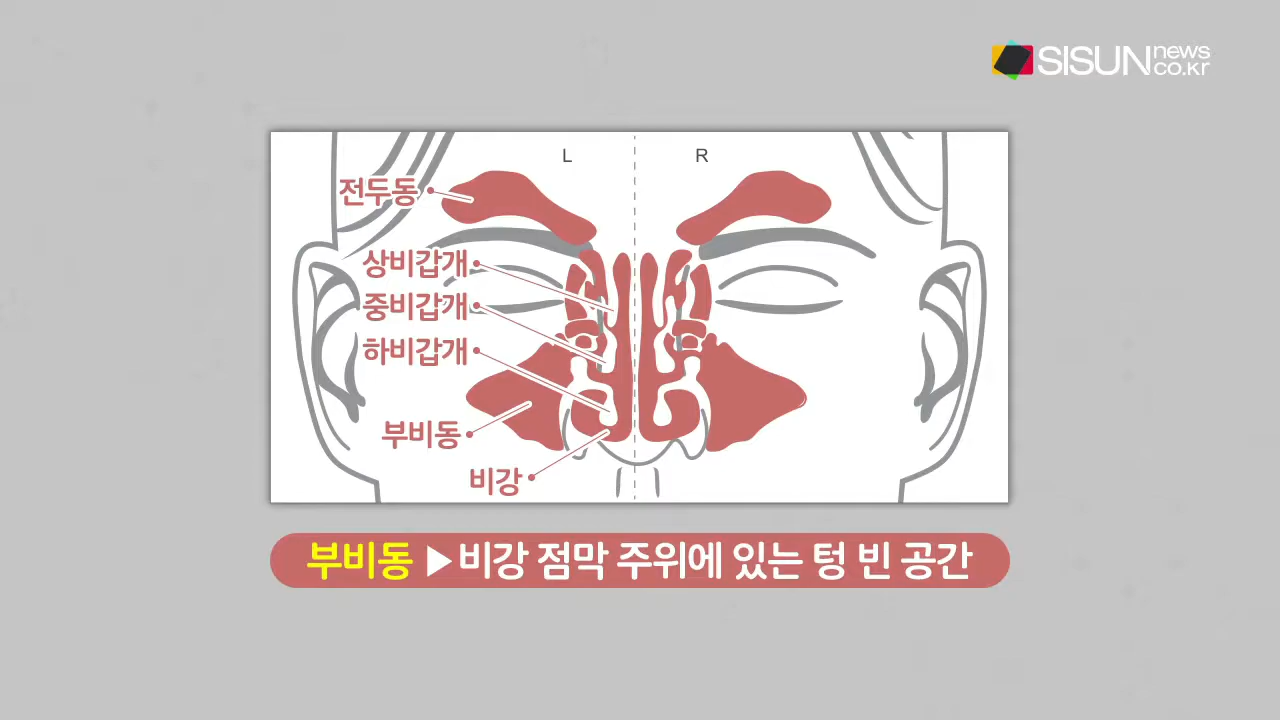 SISUN news
co.kr
L R
전두동
상비갑개
중비갑개
하비갑개
부비동
비강
부비동 ▶비강 점막 주위에 있는 텅 빈 공간